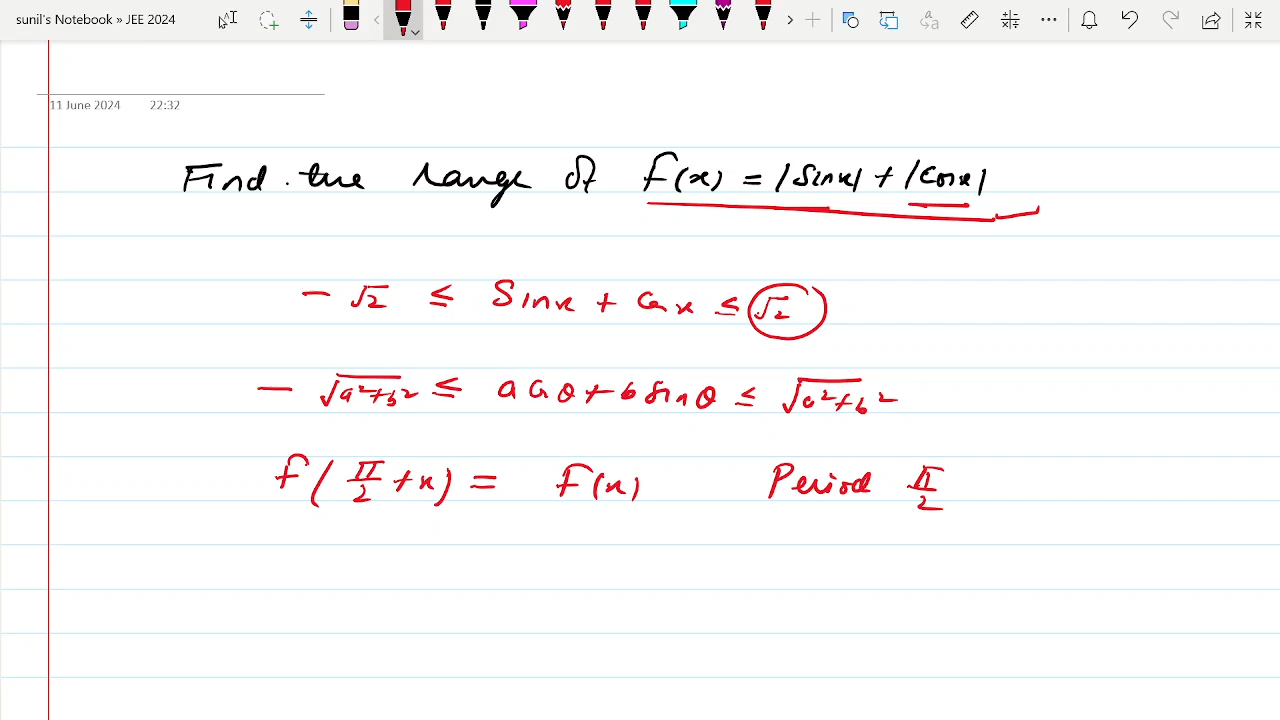 sunil's Notebook » JEE 2024
11 June 2024 22:32
Find the range of f(x) = |sinx| + |cosx|
- √2 ≤ Sinx + Cosx ≤ √2
- √a²+b² ≤ a cosθ + b sinθ ≤ √a²+b²
f(π/2 + x) = f(x) Period π/2